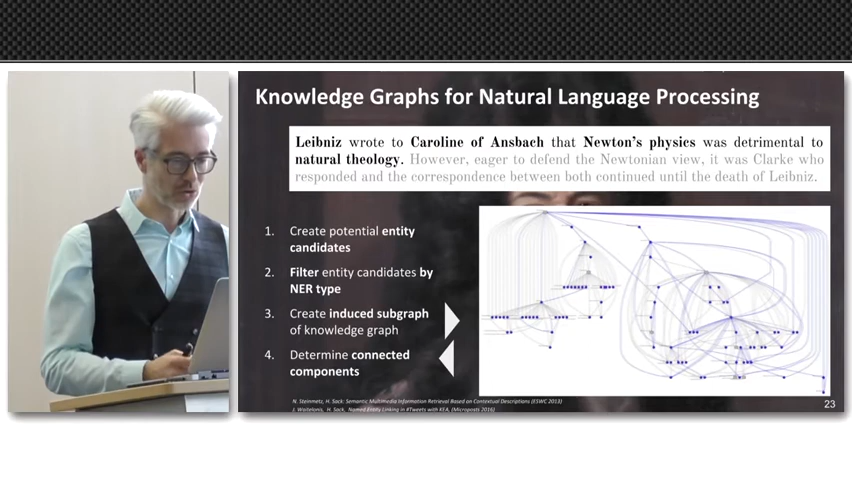 Knowledge Graphs for Natural Language Processing
Leibniz wrote to Caroline of Ansbach that Newton's physics was detrimental to
natural theology. However, eager to defend the Newtonian view, it was Clarke who
responded and the correspondence between both continued until the death of Leibniz.
1. Create potential entity
candidates
2. Filter entity candidates by
NER type
3. Create induced subgraph
of knowledge graph
4. Determine connected
components
N. Steinmetz, H. Sack: Semantic Multimedia Information Retrieval Based on Contextual Descriptions (ESWC 2013)
J. Waitelonis, H. Sack, Named Entity Linking in #Tweets with KEA, (Microposts 2016)
23